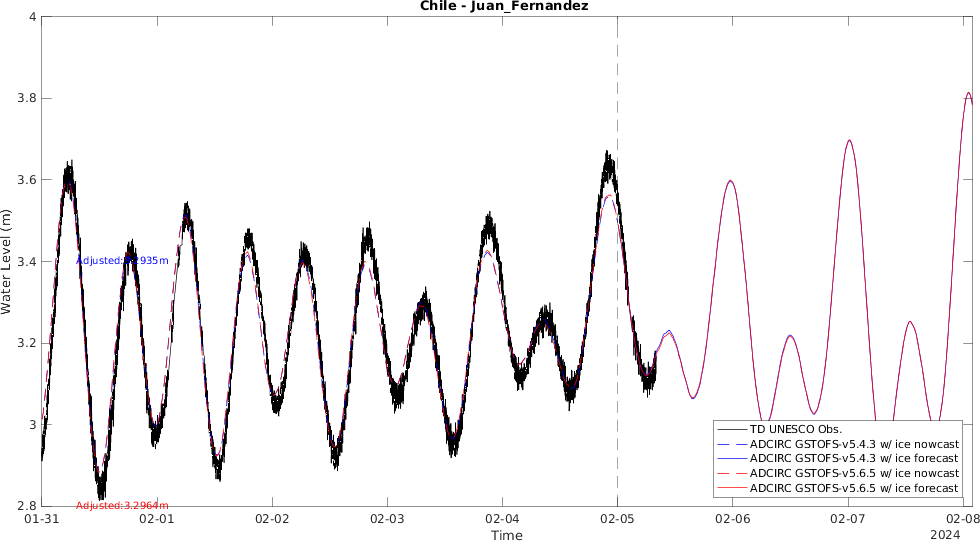 Chile - Juan_Fernandez
Water Level (m)
4
3.8
3.6
3.4
3.2
3
2.8
Adjusted:3.2935m
Adjusted:3.2964m
TD UNESCO Obs.
ADCIRC GSTOFS-v5.4.3 w/ ice nowcast
ADCIRC GSTOFS-v5.4.3 w/ ice forecast
ADCIRC GSTOFS-v5.6.5 w/ ice nowcast
ADCIRC GSTOFS-v5.6.5 w/ ice forecast
01-31 02-01 02-02 02-03 02-04 02-05 02-06 02-07 02-08
Time
2024